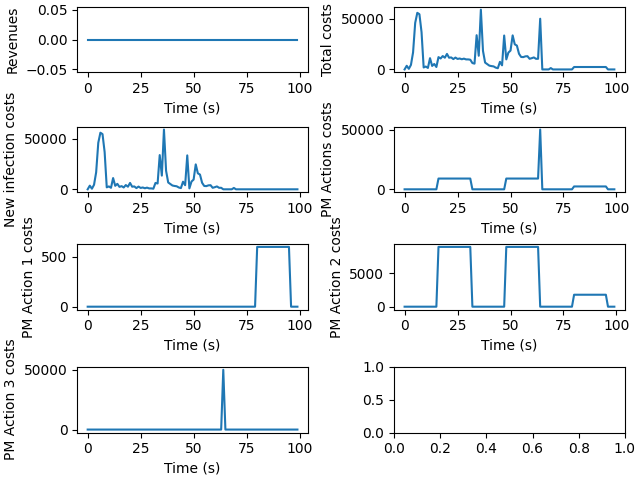 Revenues
0.05
0.00
−0.05
0 25 50 75 100
Time (s)
Total costs
50000
0
0 25 50 75 100
Time (s)
New infection costs
50000
0
0 25 50 75 100
Time (s)
PM Actions costs
50000
0
0 25 50 75 100
Time (s)
PM Action 1 costs
500
0
0 25 50 75 100
Time (s)
PM Action 2 costs
5000
0
0 25 50 75 100
Time (s)
PM Action 3 costs
50000
0
0 25 50 75 100
Time (s)
1.0
0.5
0.0
0.0 0.2 0.4 0.6 0.8 1.0